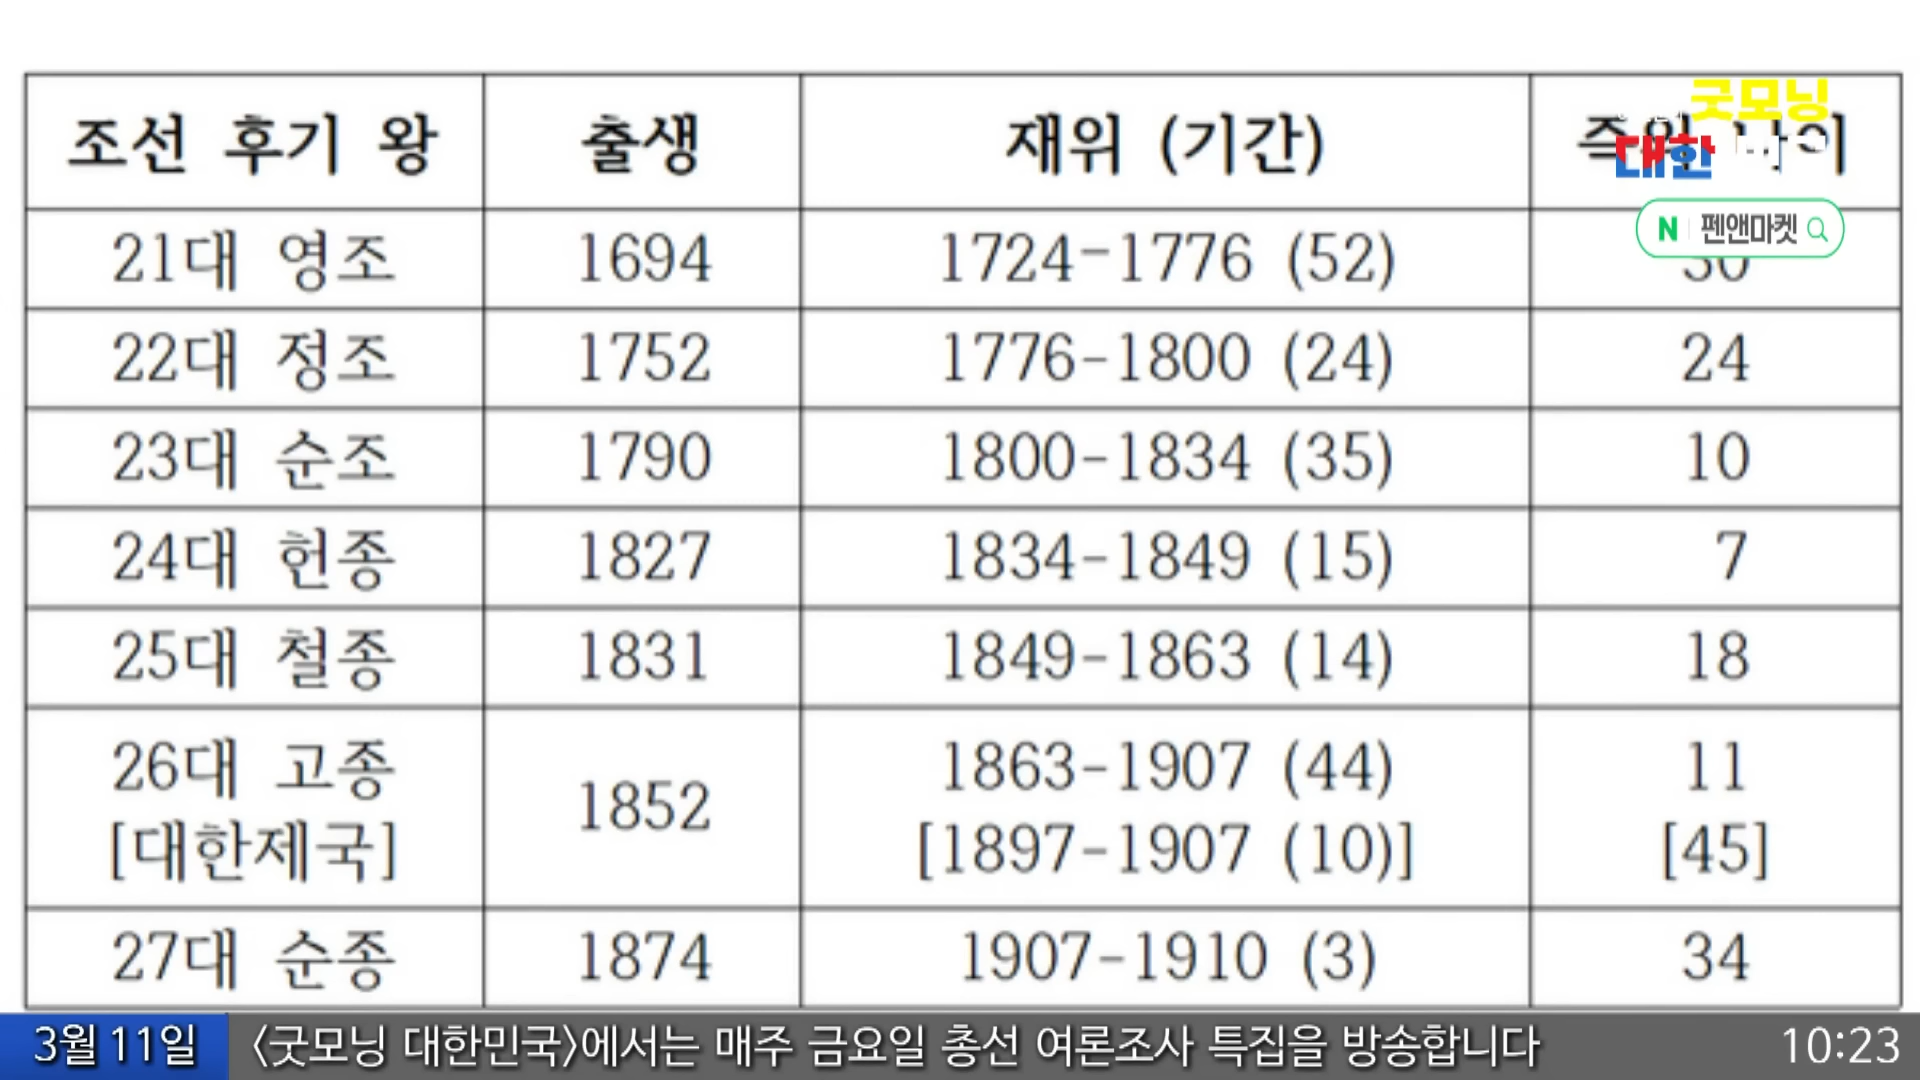 조선 후기 왕 출생 재위 (기간)
굿모닝
대한
N 펜앤마켓
21대 영조 1694 1724-1776 (52) 30
22대 정조 1752 1776-1800 (24) 24
23대 순조 1790 1800-1834 (35) 10
24대 헌종 1827 1834-1849 (15) 7
25대 철종 1831 1849-1863 (14) 18
26대 고종 1852 1863-1907 (44) 11
[대한제국] [1897-1907 (10)] [45]
27대 순종 1874 1907-1910 (3) 34
3월 11일 〈굿모닝 대한민국〉에서는 매주 금요일 총선 여론조사 특집을 방송합니다 10:23